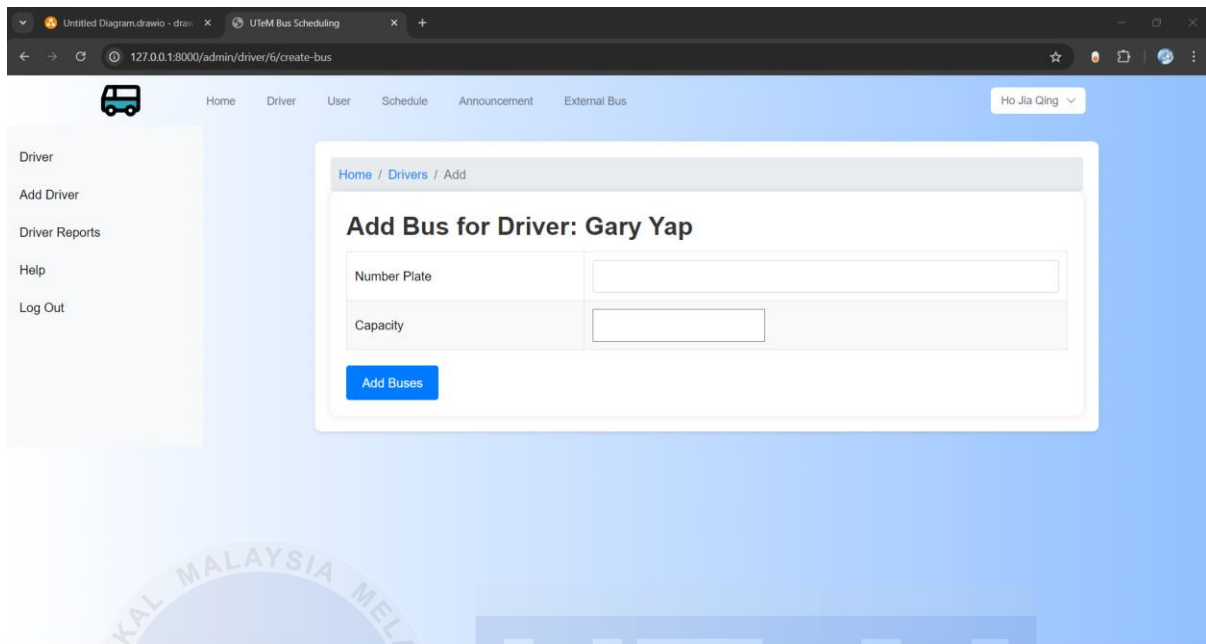 Untitled Diagram.drawio - draw
UTeM Bus Scheduling
127.0.0.1:8000/admin/driver/6/create-bus
Home Driver User Schedule Announcement External Bus Ho Jia Qing
Driver
Add Driver
Driver Reports
Help
Log Out
Home / Drivers / Add
Add Bus for Driver: Gary Yap
Number Plate
Capacity
Add Buses
KAL MALAYSIA MELA